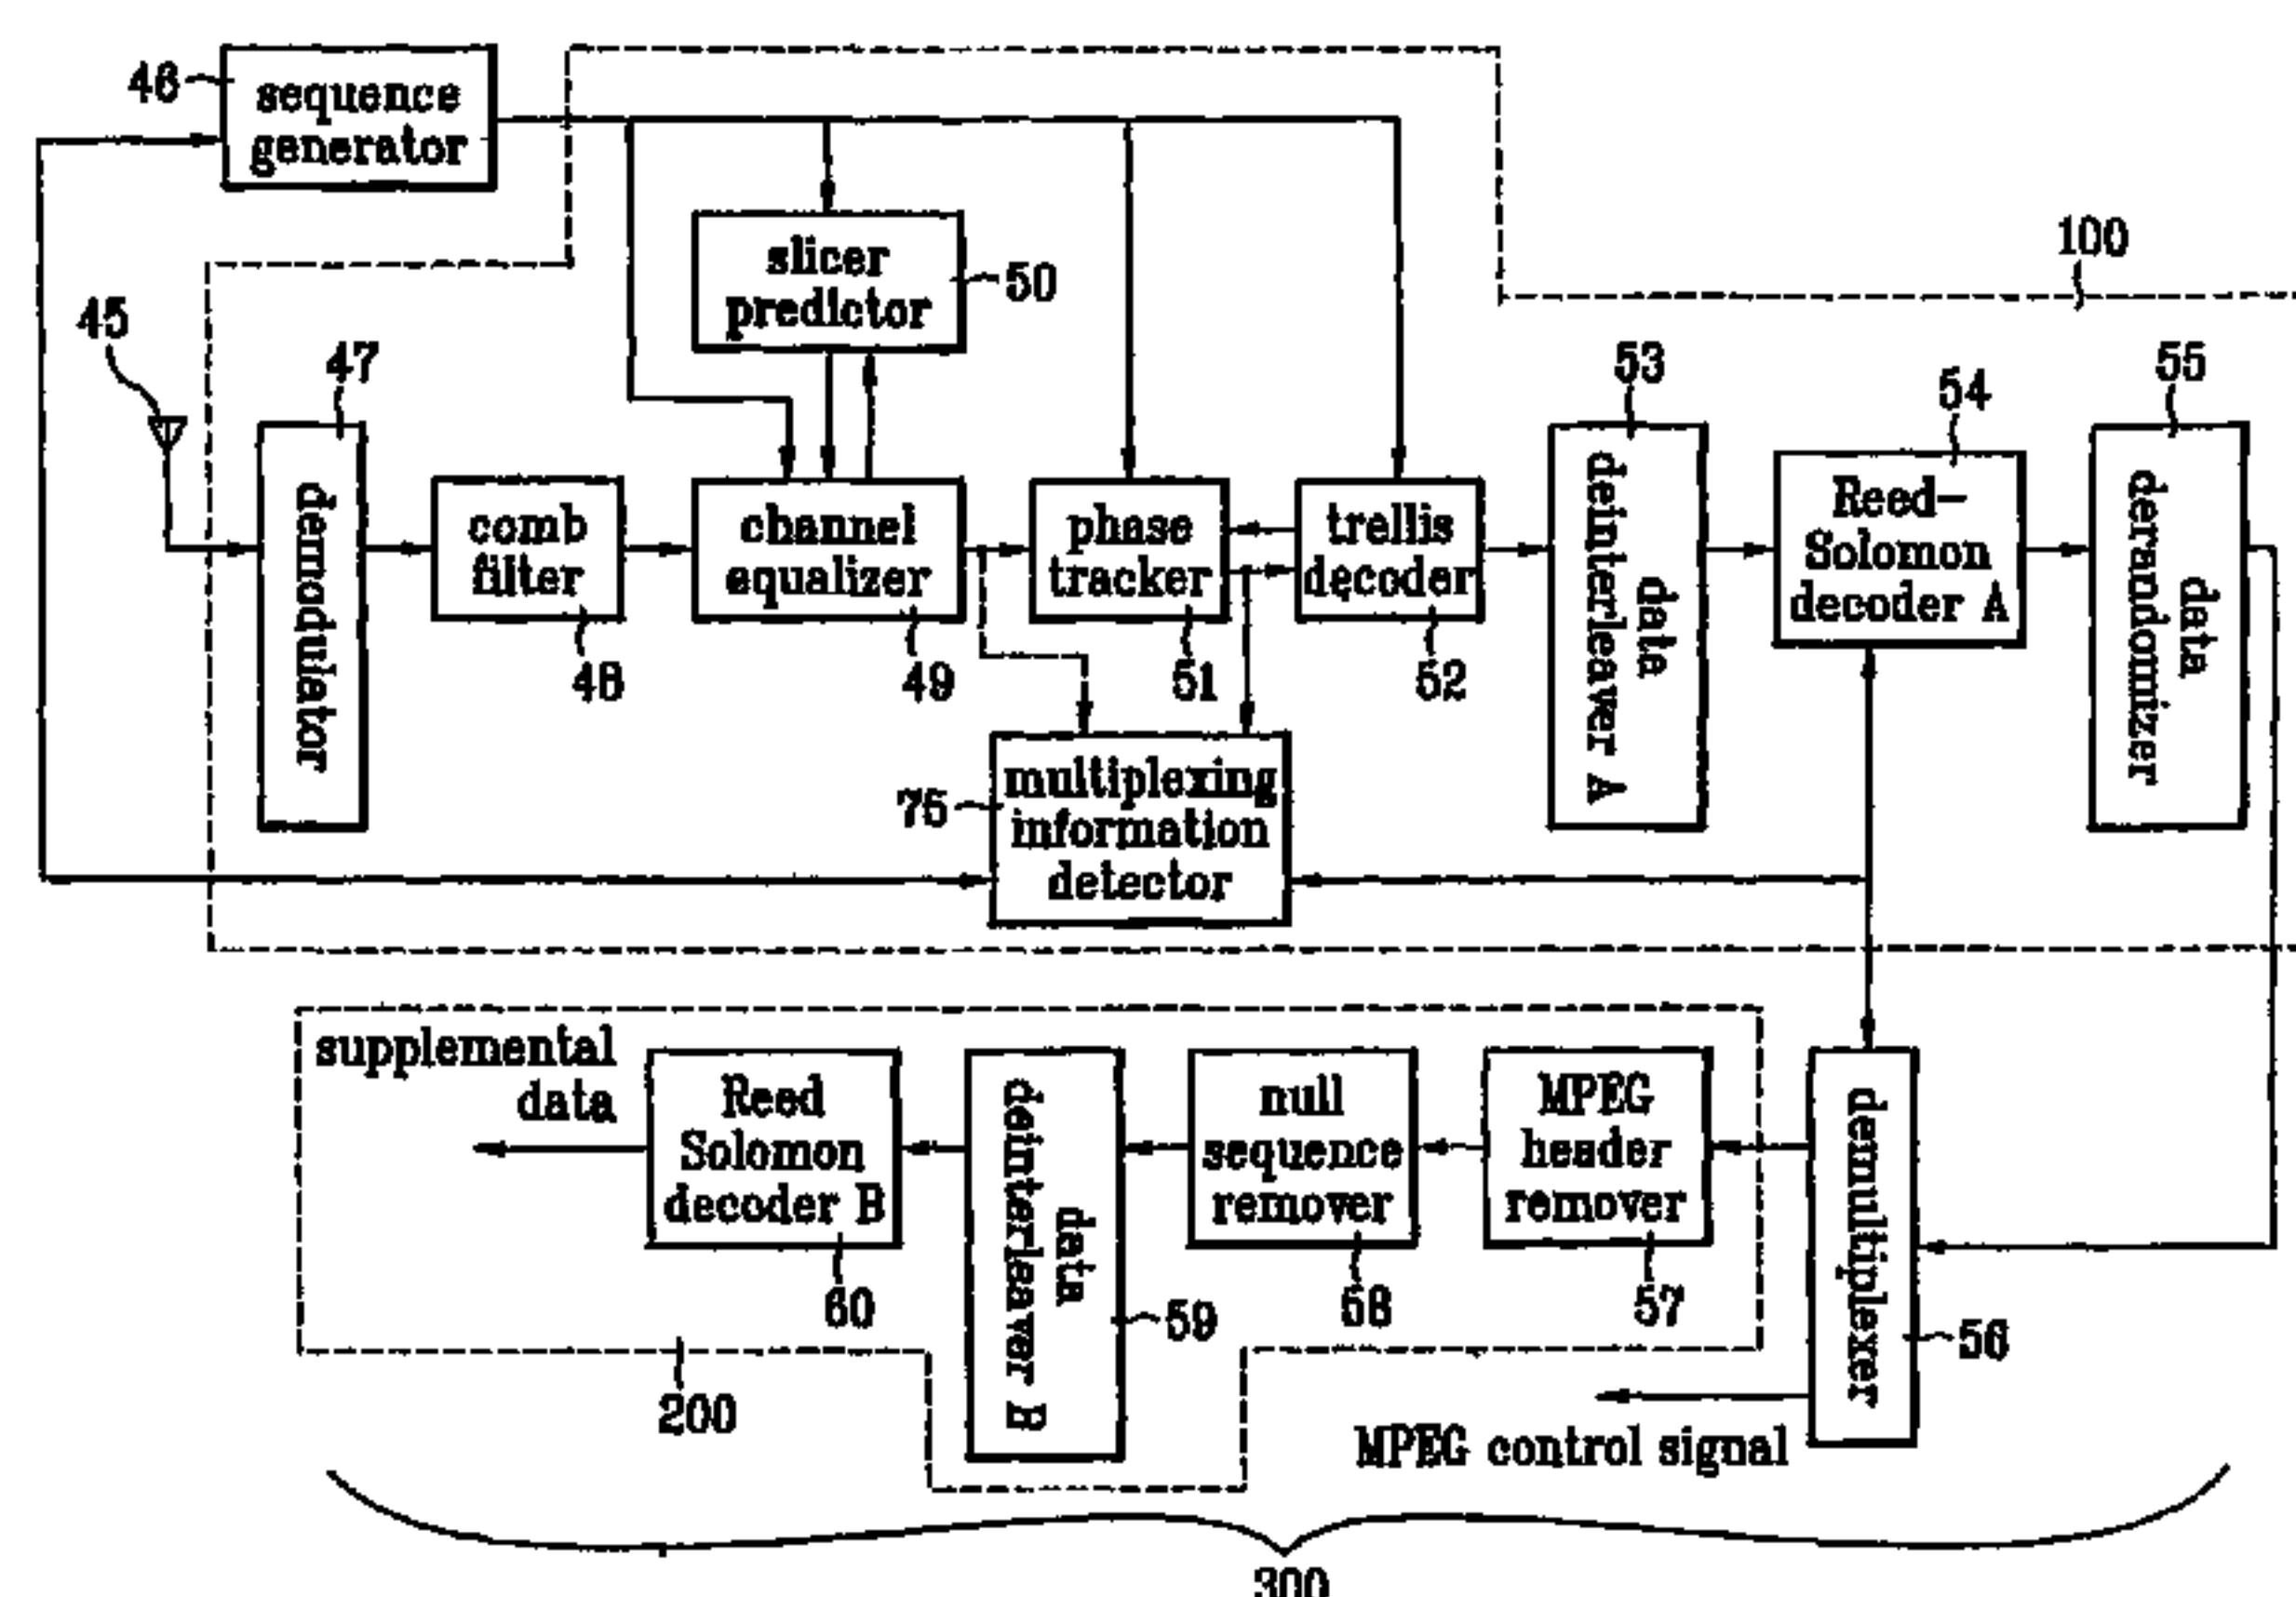 46
sequence
generator
100
slicer
predictor
50
45
47
53
54
55
demodulator
comb
filter
48
channel
equalizer
49
phase
tracker
51
trellis
decoder
52
data
deinterleaver A
Reed-
Solomon
decoder A
data
derandomizer
75
multiplexing
information
detector
supplemental
data
Reed
Solomon
decoder B
60
data
deinterleaver B
59
null
sequence
remover
58
MPEG
header
remover
57
demultiplexer
56
200
MPEG control signal
300